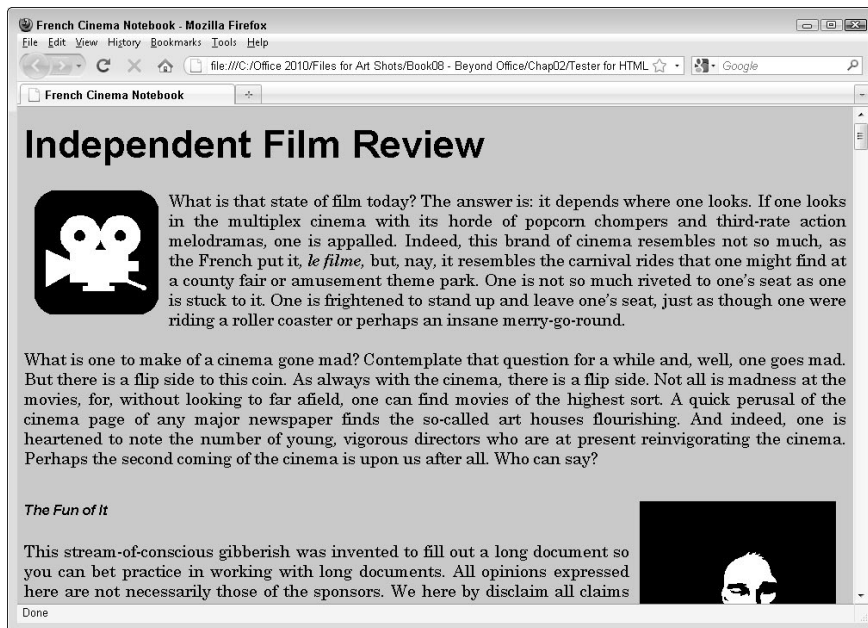 French Cinema Notebook - Mozilla Firefox
File Edit View History Bookmarks Tools Help
file:///C:/Office 2010/Files for Art Shots/Book08 - Beyond Office/Chap02/Tester for HTML
Google
French Cinema Notebook
Independent Film Review
What is that state of film today? The answer is: it depends where one looks. If one looks
in the multiplex cinema with its horde of popcorn chompers and third-rate action
melodramas, one is appalled. Indeed, this brand of cinema resembles not so much, as
the French put it, le filme, but, nay, it resembles the carnival rides that one might find at
a county fair or amusement theme park. One is not so much riveted to one's seat as one
is stuck to it. One is frightened to stand up and leave one's seat, just as though one were
riding a roller coaster or perhaps an insane merry-go-round.
What is one to make of a cinema gone mad? Contemplate that question for a while and, well, one goes mad.
But there is a flip side to this coin. As always with the cinema, there is a flip side. Not all is madness at the
movies, for, without looking to far afield, one can find movies of the highest sort. A quick perusal of the
cinema page of any major newspaper finds the so-called art houses flourishing. And indeed, one is
heartened to note the number of young, vigorous directors who are at present reinvigorating the cinema.
Perhaps the second coming of the cinema is upon us after all. Who can say?
The Fun of It
This stream-of-conscious gibberish was invented to fill out a long document so
you can bet practice in working with long documents. All opinions expressed
here are not necessarily those of the sponsors. We here by disclaim all claims
Done